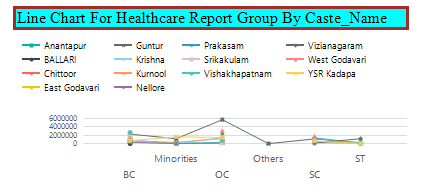 Line Chart For Healthcare Report Group By Caste_Name
Anantapur Guntur Prakasam Vizianagaram
BALLARI Krishna Srikakulam West Godavari
Chittoor Kurnool Vishakhapatnam YSR Kadapa
East Godavari Nellore
6000000
4000000
2000000
0
Minorities Others ST
BC OC SC